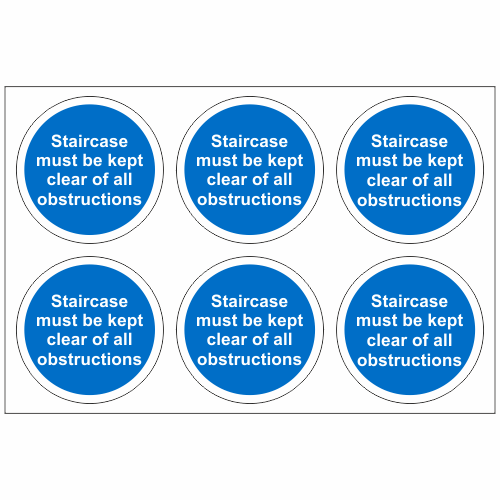 Staircase
must be kept
clear of all
obstructions
Staircase
must be kept
clear of all
obstructions
Staircase
must be kept
clear of all
obstructions
Staircase
must be kept
clear of all
obstructions
Staircase
must be kept
clear of all
obstructions
Staircase
must be kept
clear of all
obstructions